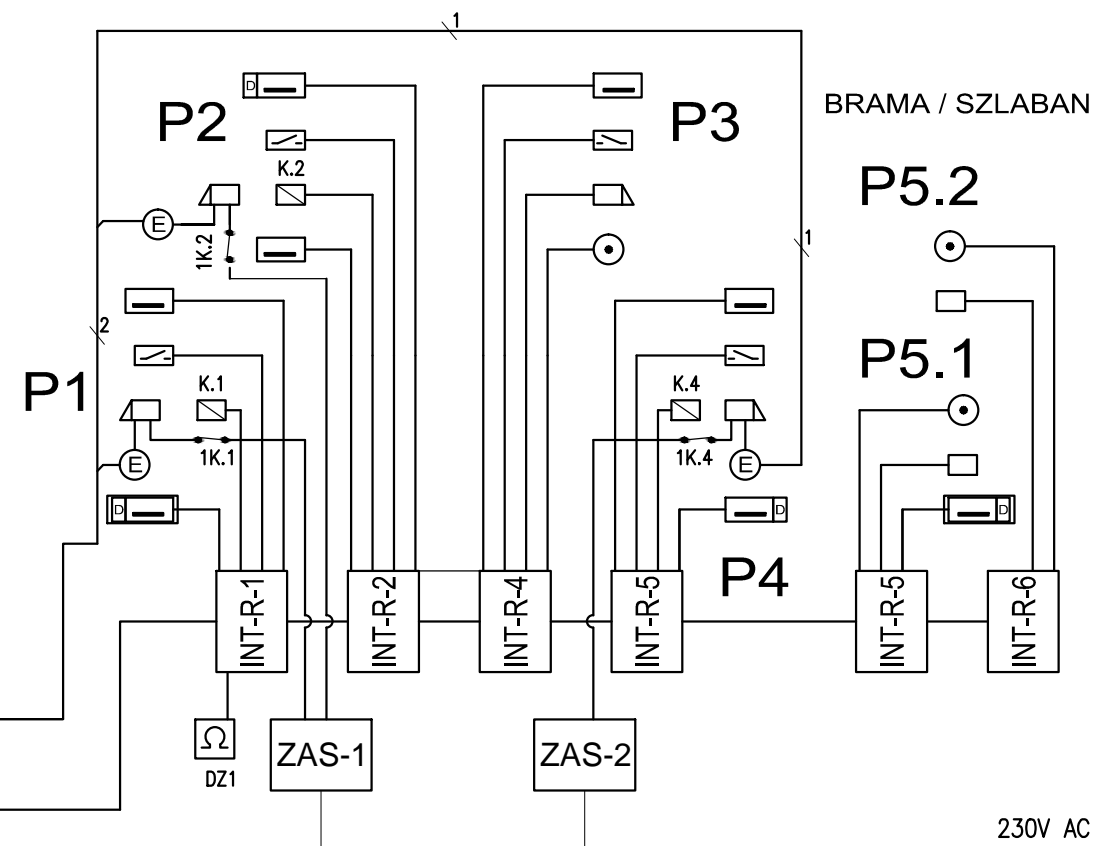 1
D
P2
P3
BRAMA / SZLABAN
K.2
P5.2
E
1K.2
1
2
P5.1
P1
K.1
K.4
1K.1
1K.4
E
E
D
D
D
P4
INT-R-1
INT-R-2
INT-R-4
INT-R-5
INT-R-5
INT-R-6
Ω
DZ1
ZAS-1
ZAS-2
230V AC